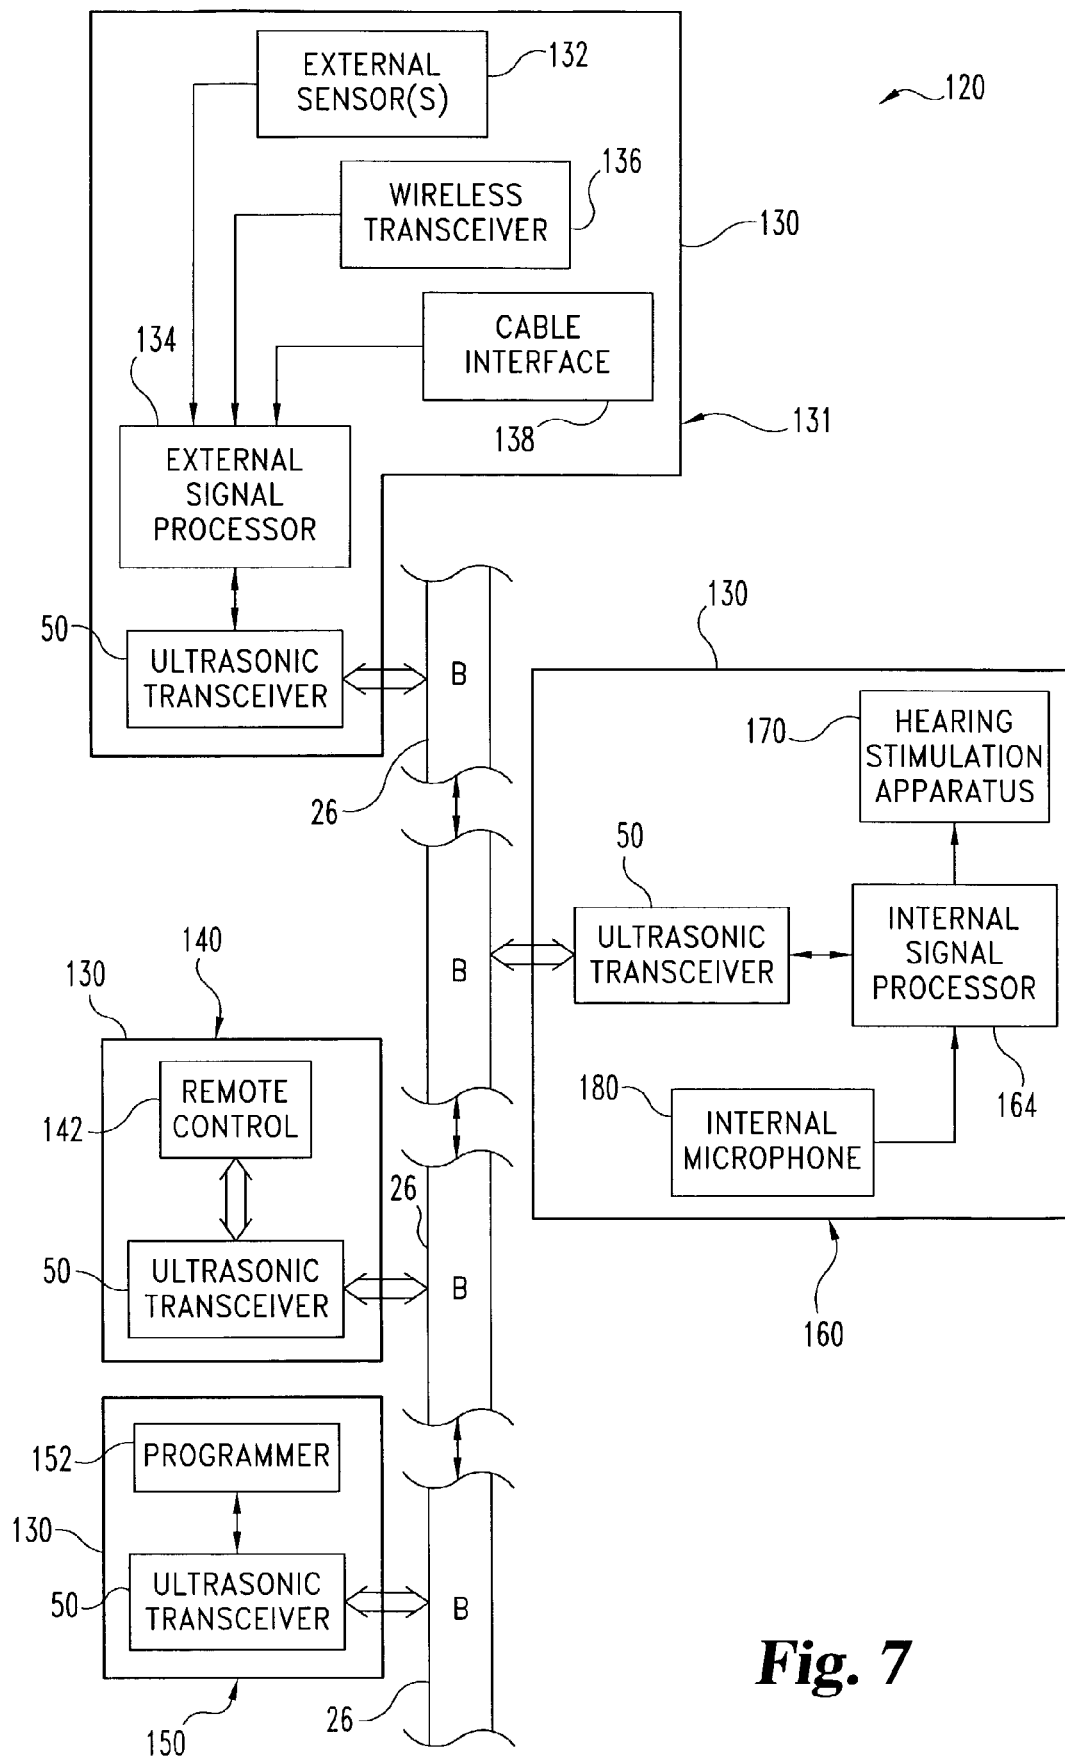 EXTERNAL
SENSOR(S)
132
120
WIRELESS
TRANSCEIVER
136
130
CABLE
INTERFACE
138
131
134
EXTERNAL
SIGNAL
PROCESSOR
50
ULTRASONIC
TRANSCEIVER
B
26
130
170
HEARING
STIMULATION
APPARATUS
50
ULTRASONIC
TRANSCEIVER
INTERNAL
SIGNAL
PROCESSOR
164
180
INTERNAL
MICROPHONE
160
B
140
130
142
REMOTE
CONTROL
26
50
ULTRASONIC
TRANSCEIVER
B
152
PROGRAMMER
130
50
ULTRASONIC
TRANSCEIVER
B
26
150
Fig. 7